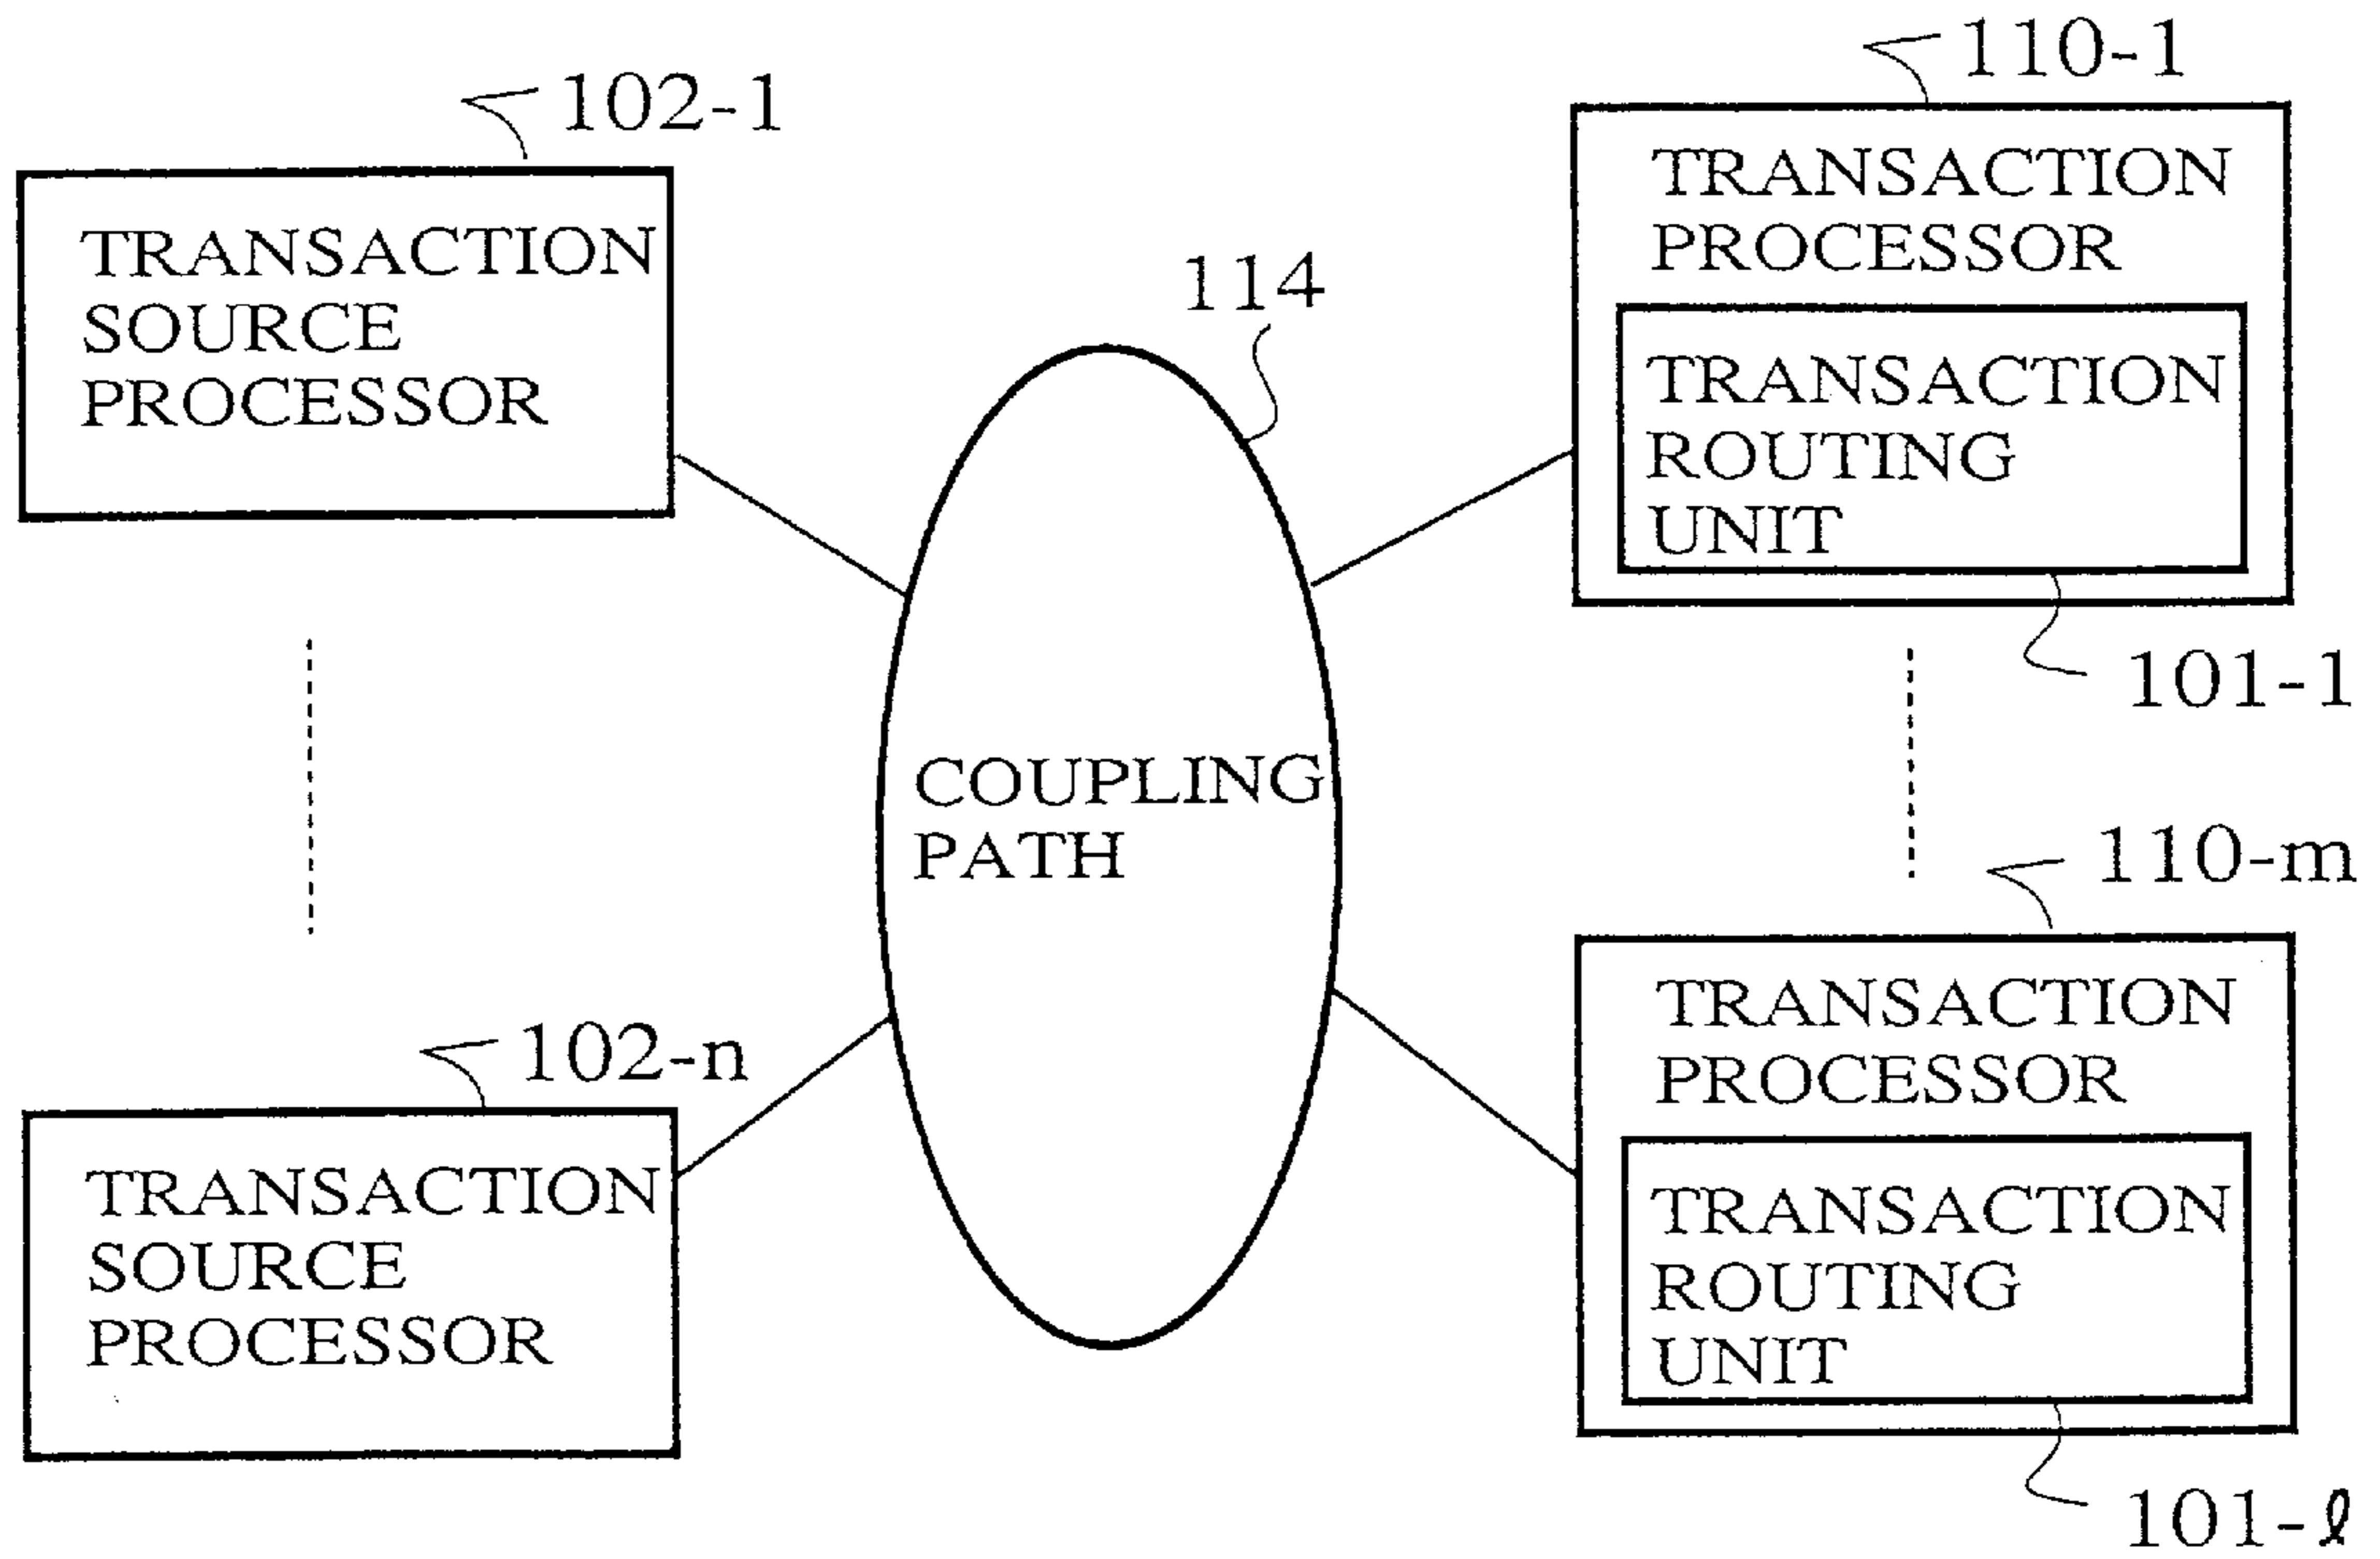 102-1
TRANSACTION
SOURCE
PROCESSOR
102-n
TRANSACTION
SOURCE
PROCESSOR
114
COUPLING
PATH
110-1
TRANSACTION
PROCESSOR
TRANSACTION
ROUTING
UNIT
101-1
110-m
TRANSACTION
PROCESSOR
TRANSACTION
ROUTING
UNIT
101-ℓ